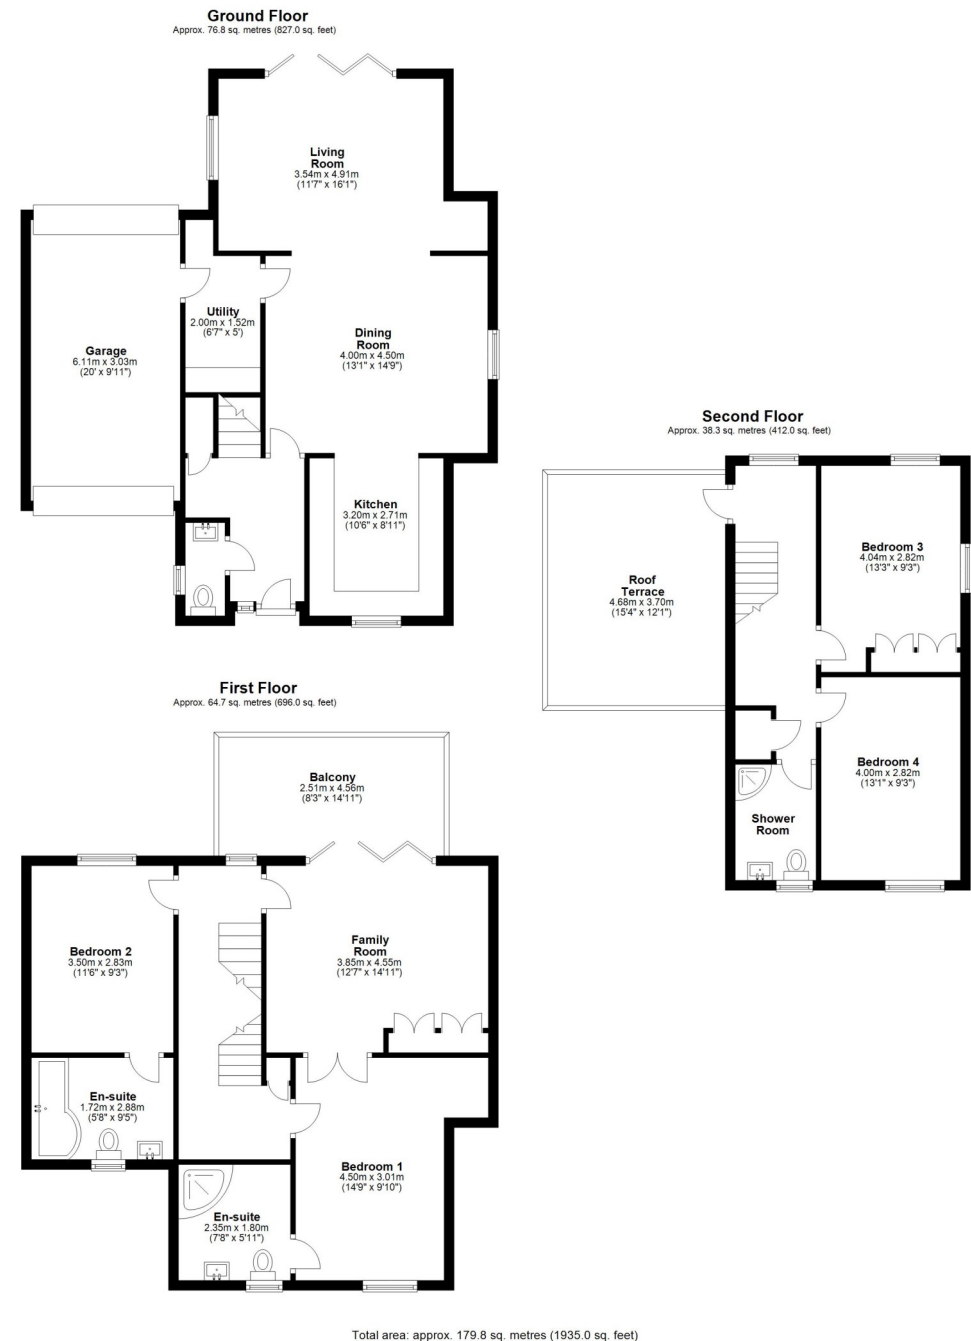 Ground Floor
Approx. 76.8 sq. metres (827.0 sq. feet)
Living
Room
3.54m x 4.91m
(11'7" x 16'1")
Utility
2.00m x 1.52m
(6'7" x 5')
Dining
Room
4.00m x 4.50m
(13'1" x 14'9")
Garage
6.11m x 3.03m
(20' x 9'11")
Kitchen
3.20m x 2.71m
(10'6" x 8'11")
Second Floor
Approx. 38.3 sq. metres (412.0 sq. feet)
Bedroom 3
4.04m x 2.82m
(13'3" x 9'3")
Roof
Terrace
4.68m x 3.70m
(15'4" x 12'1")
Bedroom 4
4.00m x 2.82m
(13'1" x 9'3")
Shower
Room
First Floor
Approx. 64.7 sq. metres (696.0 sq. feet)
Balcony
2.51m x 4.56m
(8'3" x 14'11")
Bedroom 2
3.50m x 2.83m
(11'6" x 9'3")
Family
Room
3.85m x 4.55m
(12'7" x 14'11")
En-suite
1.72m x 2.88m
(5'8" x 9'5")
Bedroom 1
4.50m x 3.01m
(14'9" x 9'10")
En-suite
2.35m x 1.80m
(7'8" x 5'11")
Total area: approx. 179.8 sq. metres (1935.0 sq. feet)